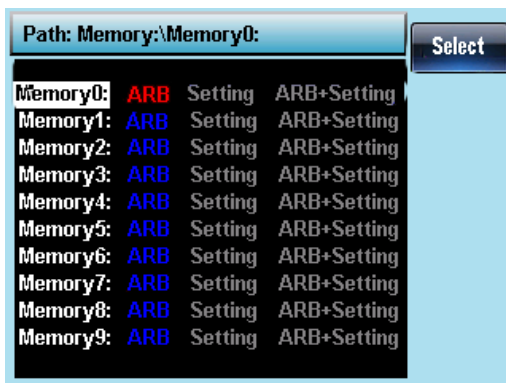 Path: Memory:\Memory0:
Select
Memory0: ARB Setting ARB+Setting
Memory1: ARB Setting ARB+Setting
Memory2: ARB Setting ARB+Setting
Memory3: ARB Setting ARB+Setting
Memory4: ARB Setting ARB+Setting
Memory5: ARB Setting ARB+Setting
Memory6: ARB Setting ARB+Setting
Memory7: ARB Setting ARB+Setting
Memory8: ARB Setting ARB+Setting
Memory9: ARB Setting ARB+Setting